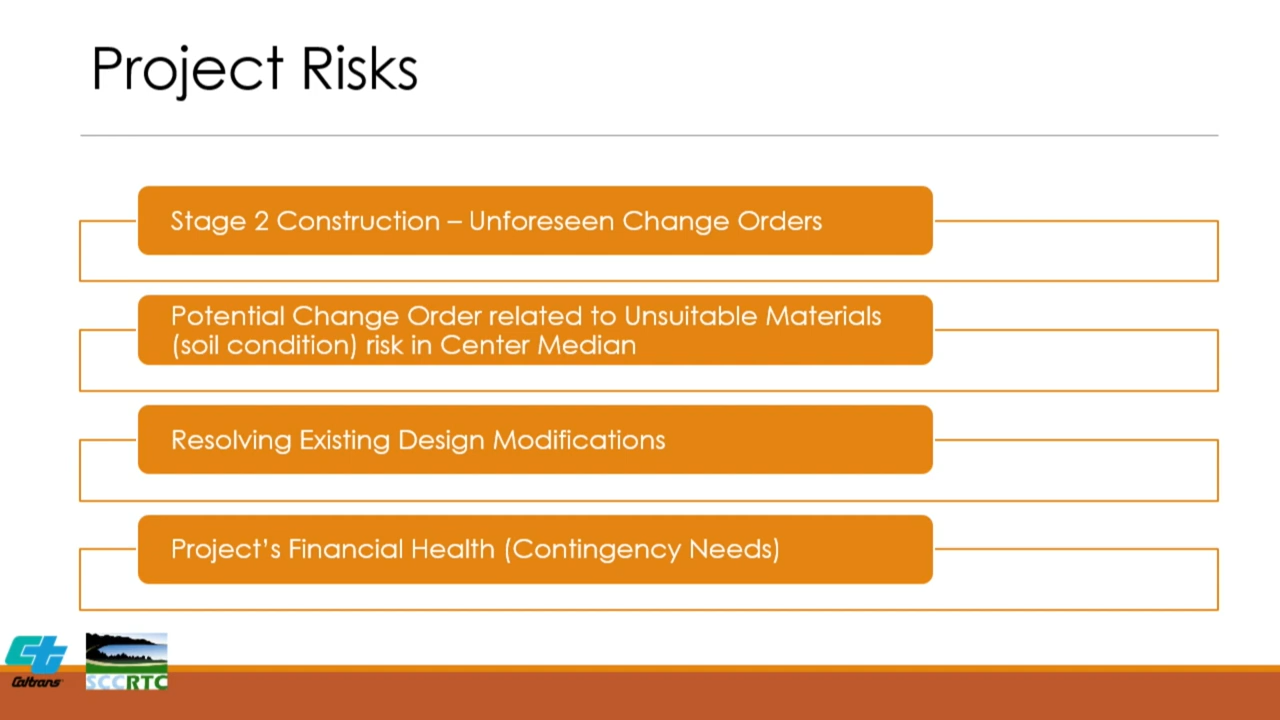 Project Risks
Stage 2 Construction – Unforeseen Change Orders
Potential Change Order related to Unsuitable Materials
(soil condition) risk in Center Median
Resolving Existing Design Modifications
Project’s Financial Health (Contingency Needs)
Caltrans
SCCRTC